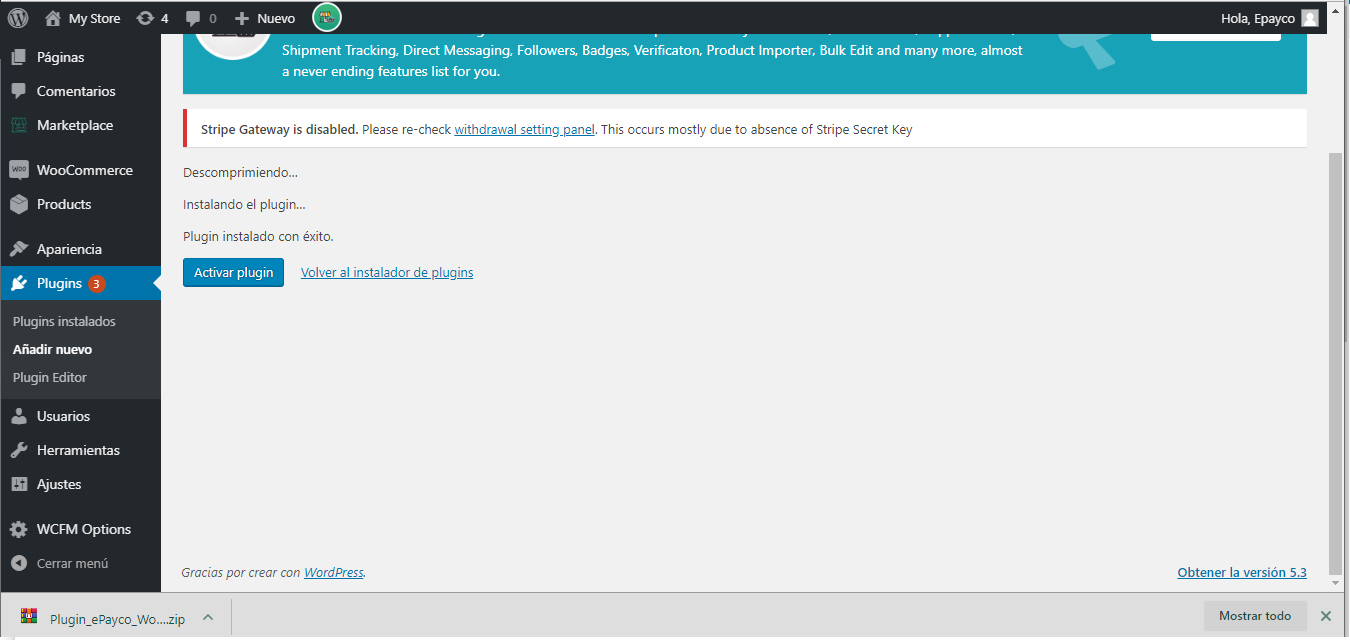 My Store
4
0
Nuevo
Hola, Epayco
Shipment Tracking, Direct Messaging, Followers, Badges, Verificaton, Product Importer, Bulk Edit and many more, almost
a never ending features list for you.
Páginas
Comentarios
Marketplace
WooCommerce
Products
Apariencia
Plugins 3
Plugins instalados
Añadir nuevo
Plugin Editor
Usuarios
Herramientas
Ajustes
WCFM Options
Cerrar menú
Stripe Gateway is disabled. Please re-check withdrawal setting panel. This occurs mostly due to absence of Stripe Secret Key
Descomprimiendo...
Instalando el plugin...
Plugin instalado con éxito.
Activar plugin
Volver al instalador de plugins
Gracias por crear con WordPress.
Obtener la versión 5.3
Plugin_ePayco_Wo....zip
Mostrar todo